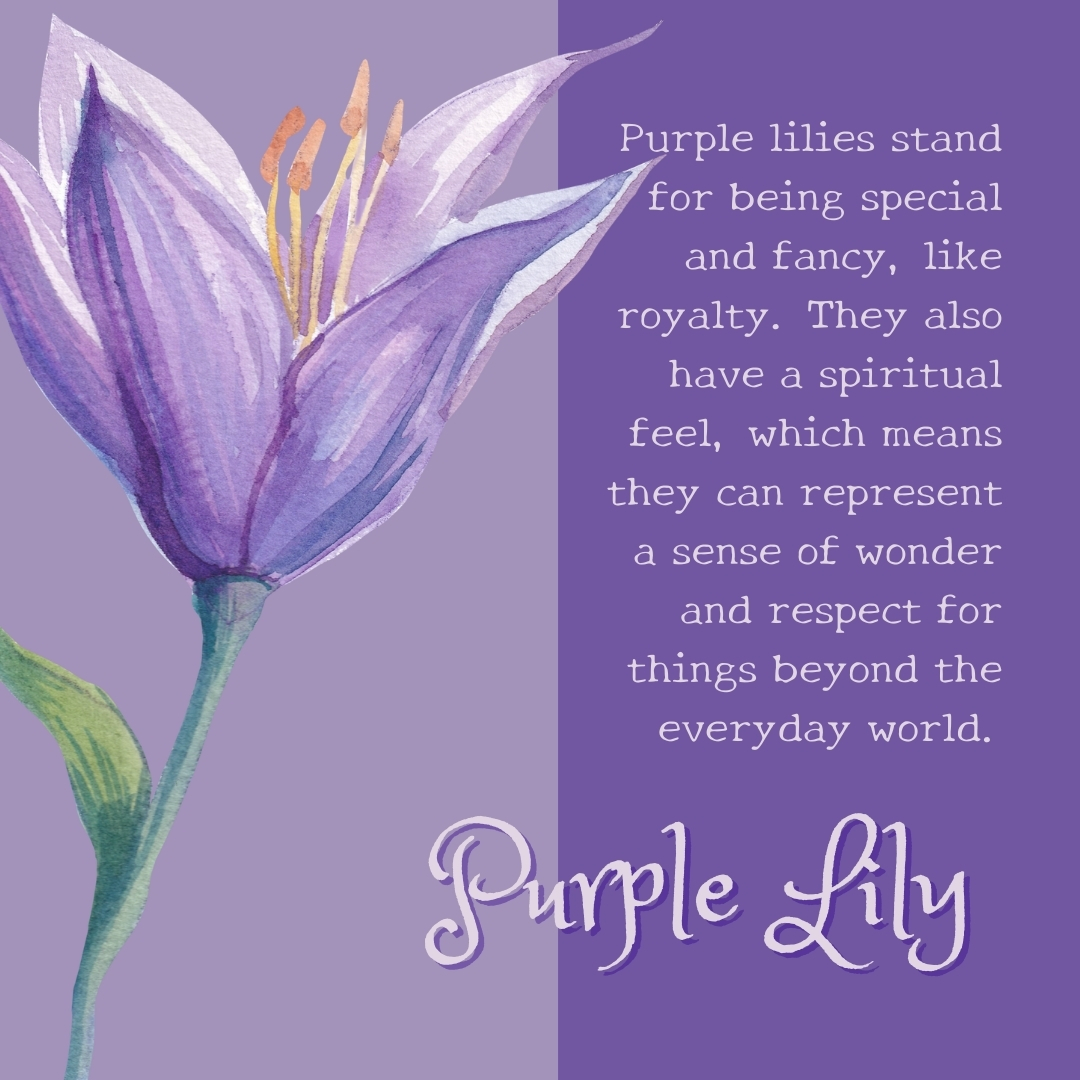 Purple lilies stand
for being special
and fancy, like
royalty. They also
have a spiritual
feel, which means
they can represent
a sense of wonder
and respect for
things beyond the
everyday world.
Purple Lily